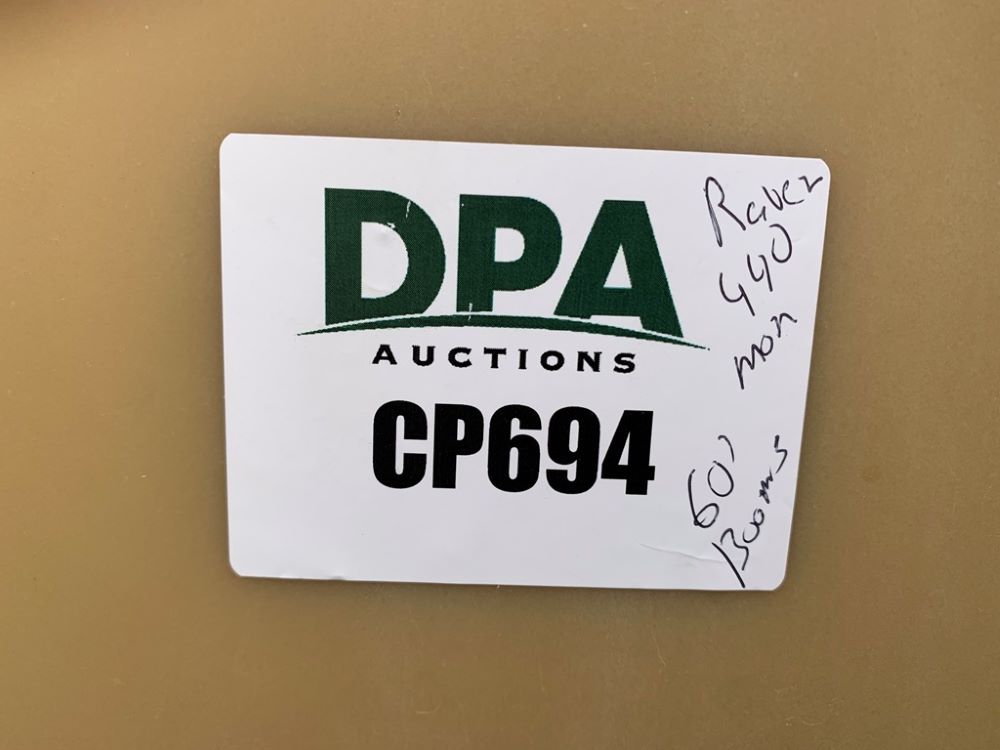 DPA
AUCTIONS
CP694
Raven
440
mon
60'
Booms